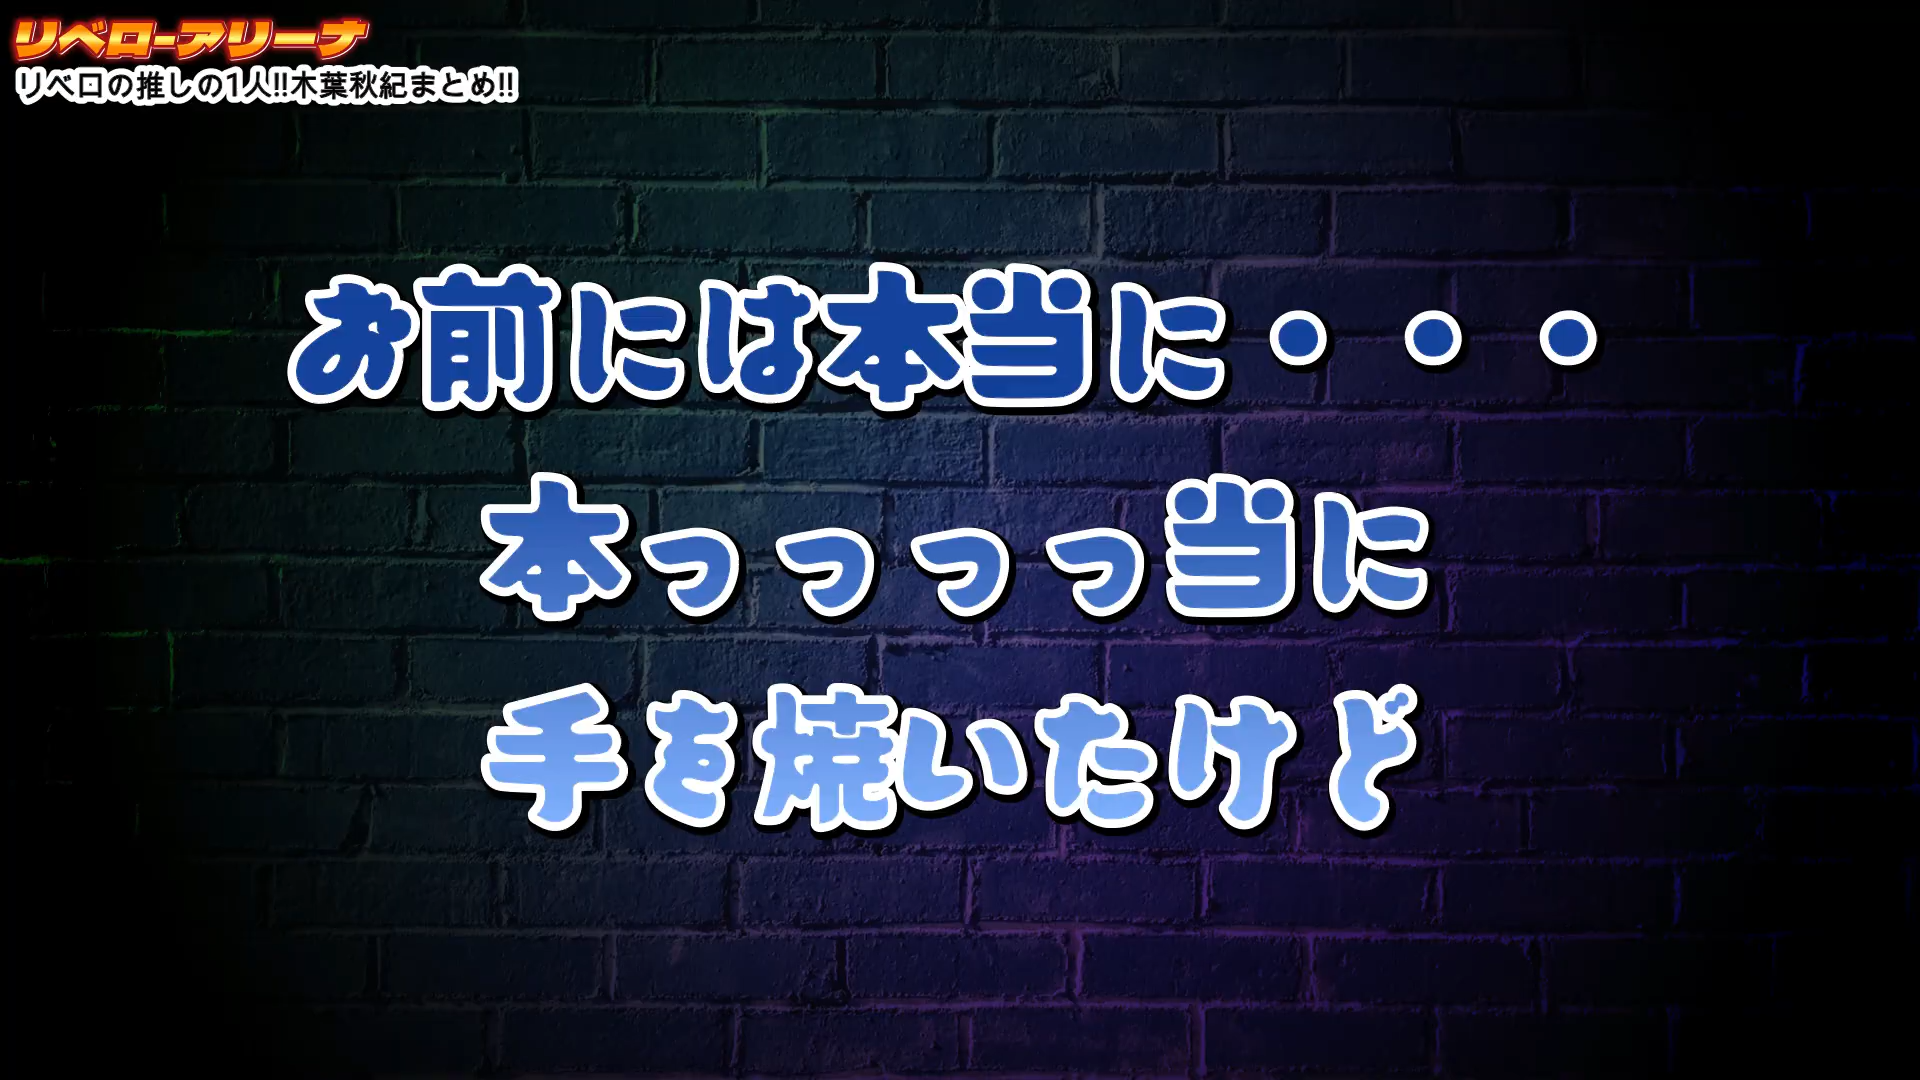 リベローアリーナ
リベロの推しの1人!!木葉秋紀まとめ!!
お前には本当に・・・
本っっっっ当に
手を焼いたけど